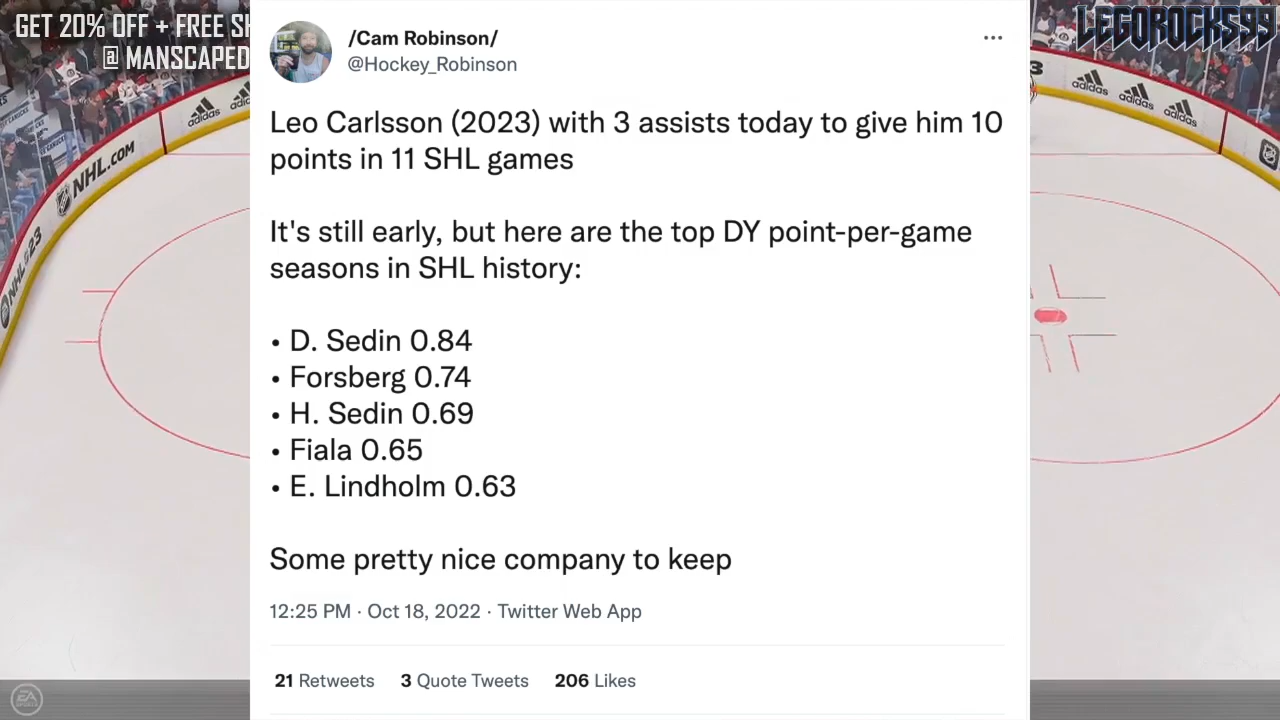 GET 20% OFF + FREE SH
@ MANSCAPED
LEGOROCKS99
/Cam Robinson/
@Hockey_Robinson
Leo Carlsson (2023) with 3 assists today to give him 10
points in 11 SHL games
It's still early, but here are the top DY point-per-game
seasons in SHL history:
• D. Sedin 0.84
• Forsberg 0.74
• H. Sedin 0.69
• Fiala 0.65
• E. Lindholm 0.63
Some pretty nice company to keep
12:25 PM · Oct 18, 2022 · Twitter Web App
21 Retweets 3 Quote Tweets 206 Likes
adidas
adidas
adidas
adidas
adidas
NHL.COM
NHL 23
3
EA
SPORTS